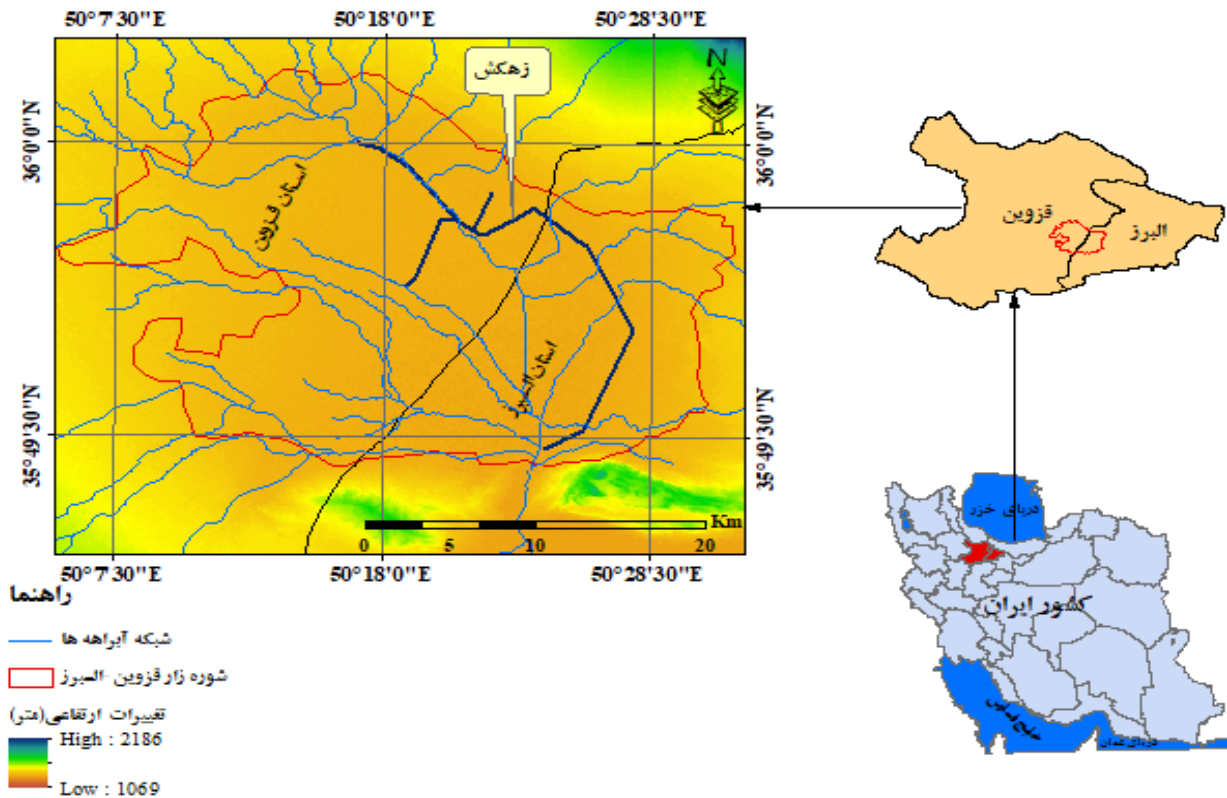 50°7'30"E 50°18'0"E 50°28'30"E
زهکش
N
36°0'0"N
36°0'0"N
استان قزوین
استان البرز
35°49'30"N
35°49'30"N
Km
0 5 10 20
50°7'30"E 50°18'0"E 50°28'30"E
قزوین
البرز
دریای خزر
کشور ایران
خلیج فارس
دریای عمان
راهنما
شبکه آبراهه ها
شوره زار قزوین-البرز
تغییرات ارتفاعی(متر)
High : 2186
Low : 1069